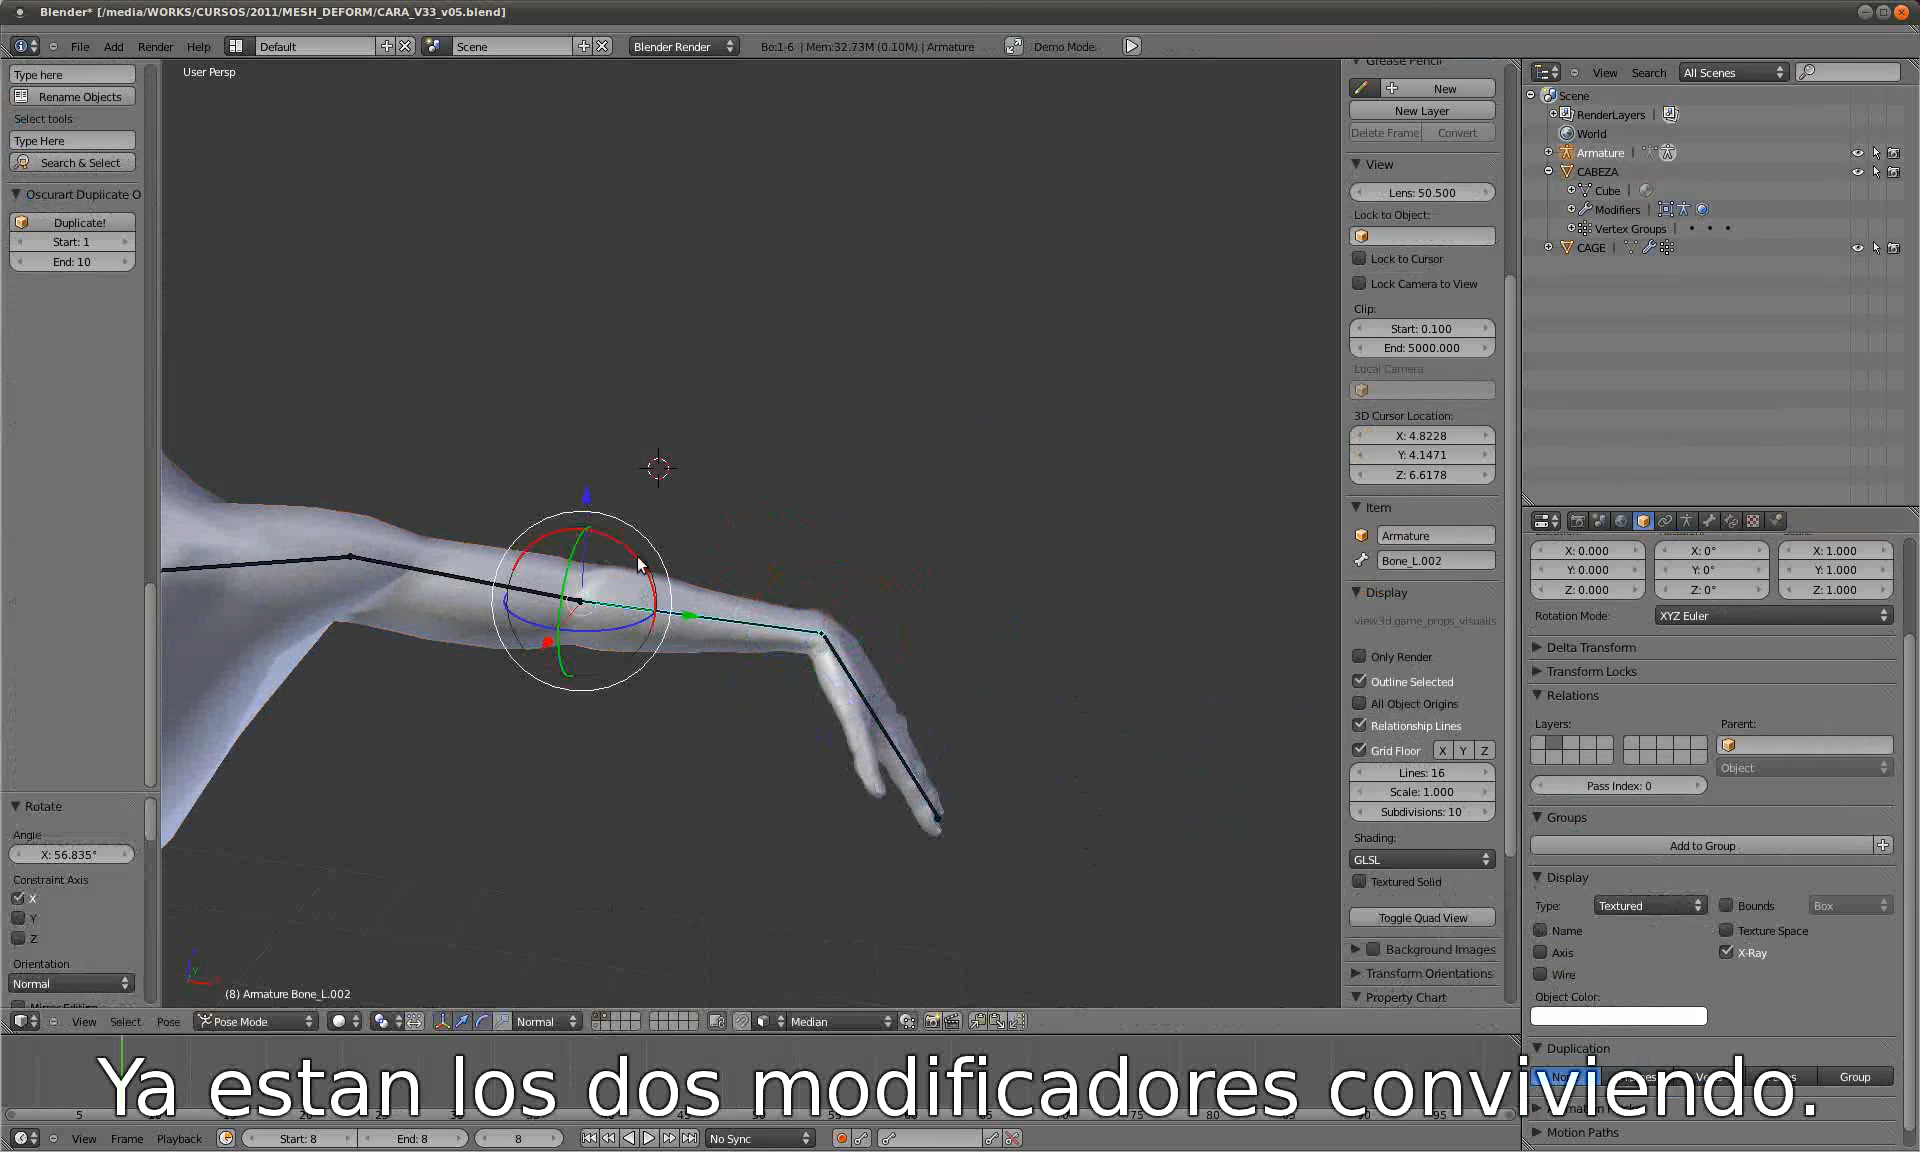 Blender* [/media/WORKS/CURSOS/2011/MESH_DEFORM/CARA_V33_v05.blend]
File Add Render Help Default Scene Blender Render Bo:1-6 | Mem:32.73M (0.10M) | Armature Demo Mode:
Type here
Rename Objects
Select tools:
Type Here
Search & Select
Oscurart Duplicate O
Duplicate!
Start: 1
End: 10
Rotate
Angle
X: 56.835°
Constraint Axis
X
Y
Z
Orientation
Normal
User Persp
(8) Armature Bone_L.002
Grease Pencil
New
New Layer
Delete Frame Convert
View
Lens: 50.500
Lock to Object:
Lock to Cursor
Lock Camera to View
Clip:
Start: 0.100
End: 5000.000
Local Camera
3D Cursor Location:
X: 4.8228
Y: 4.1471
Z: 6.6178
Item
Armature
Bone_L.002
Display
Only Render
Outline Selected
All Object Origins
Relationship Lines
Grid Floor X Y Z
Lines: 16
Scale: 1.000
Subdivisions: 10
Shading:
GLSL
Textured Solid
Toggle Quad View
Background Images
Transform Orientations
Property Chart
View Search All Scenes
Scene
RenderLayers |
World
Armature |
CABEZA
Cube |
Modifiers |
Vertex Groups |
CAGE |
X: 0.000 X: 0° X: 1.000
Y: 0.000 Y: 0° Y: 1.000
Z: 0.000 Z: 0° Z: 1.000
Rotation Mode: XYZ Euler
Delta Transform
Transform Locks
Relations
Layers: Parent:
Object
Pass Index: 0
Groups
Add to Group
Display
Type: Textured Bounds Box
Name Texture Space
Axis X-Ray
Wire
Object Color:
Duplication
Group
Motion Paths
View Select Pose Pose Mode Normal Median
Ya estan los dos modificadores conviviendo.
View Frame Playback Start: 8 End: 8 8 No Sync